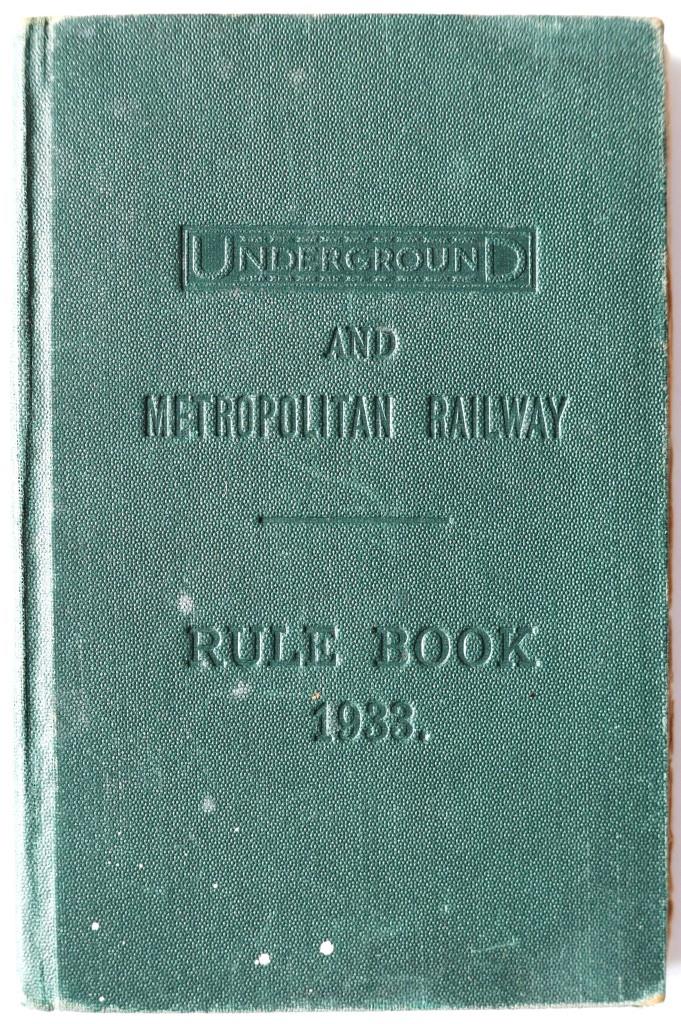 UNDERGROUND
AND
METROPOLITAN RAILWAY
RULE BOOK.
1933.